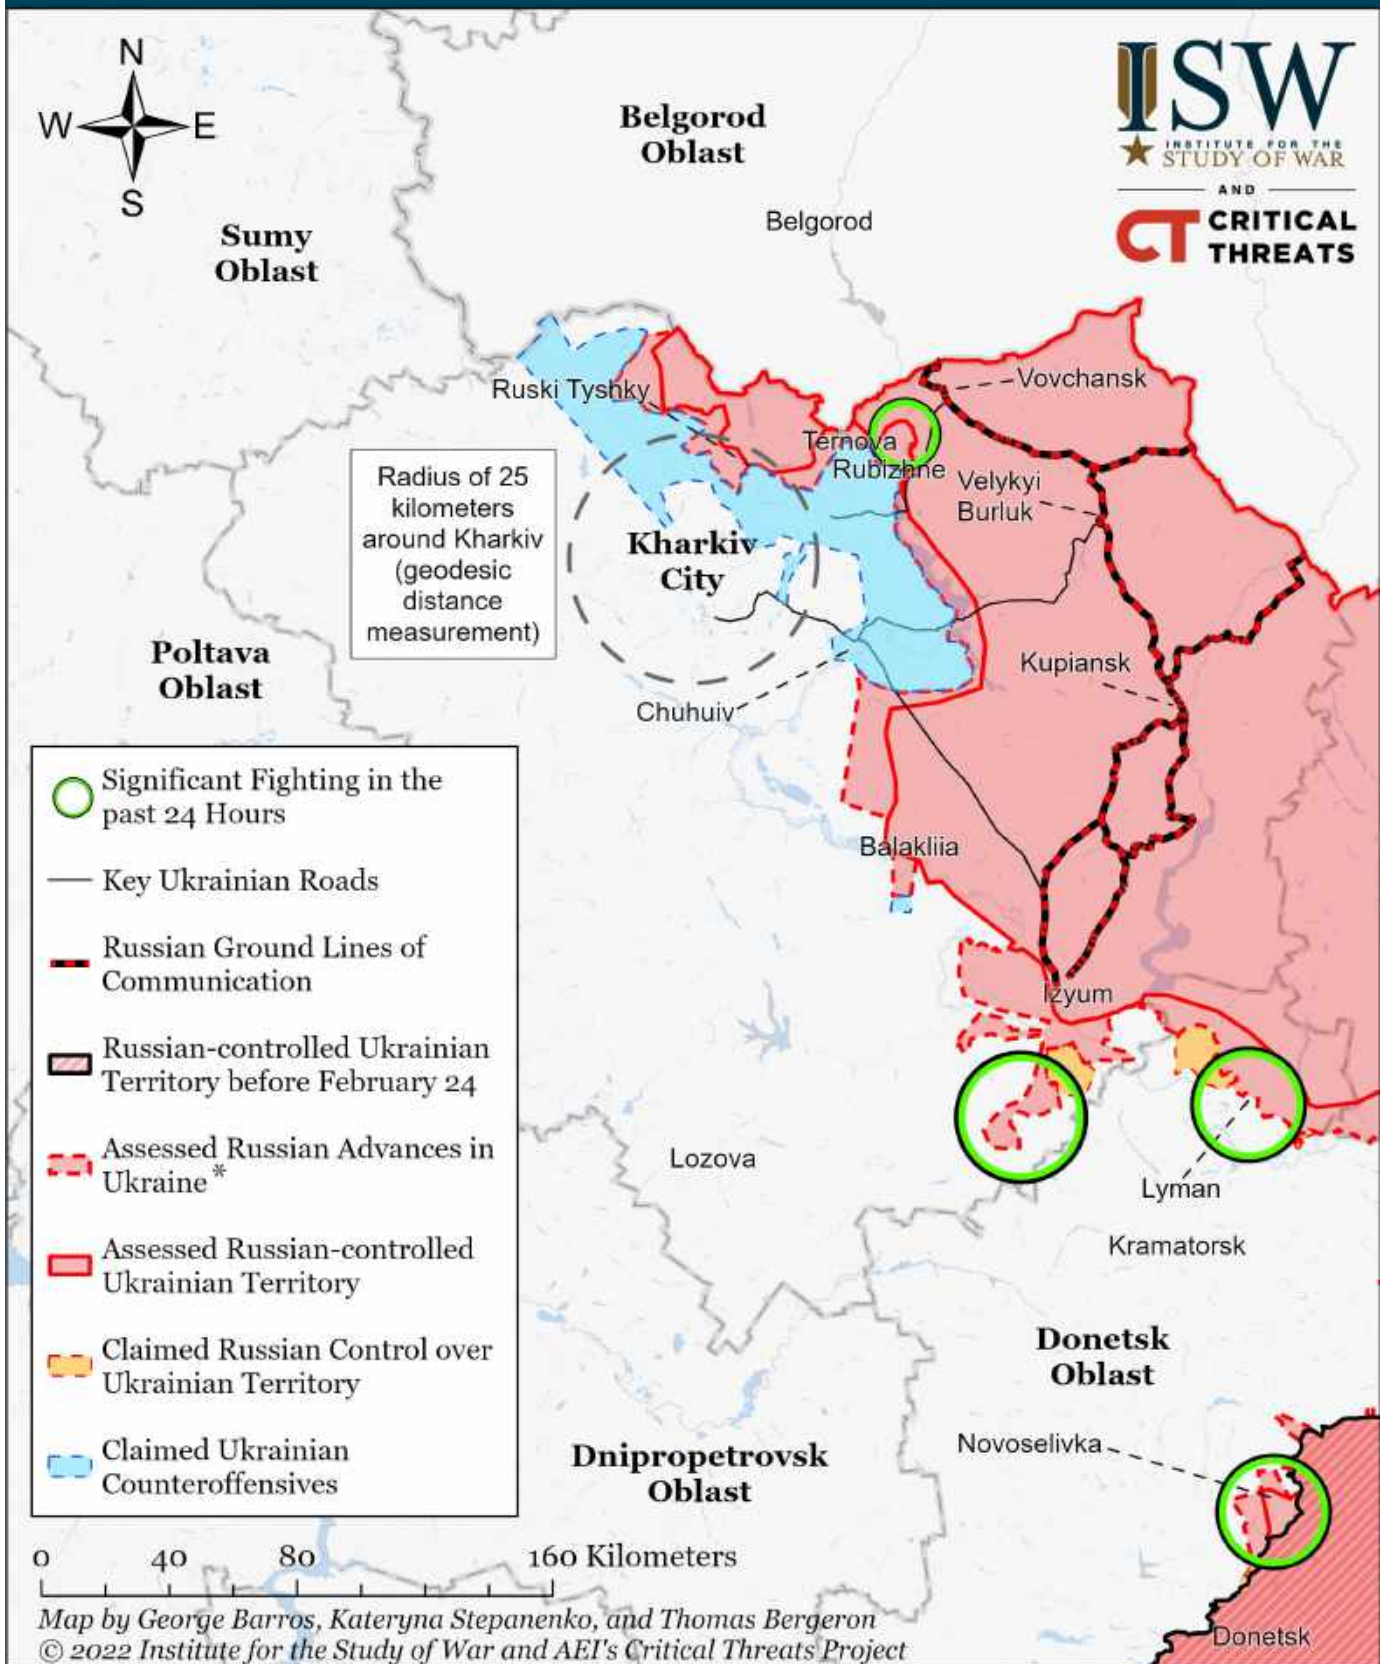 N
W E
S
ISW
INSTITUTE FOR THE
STUDY OF WAR
AND
CT CRITICAL
THREATS
Belgorod
Oblast
Belgorod
Sumy
Oblast
Ruski Tyshky
Vovchansk
Ternova
Rubizhne
Velykyi
Burluk
Radius of 25
kilometers
around Kharkiv
(geodesic
distance
measurement)
Kharkiv
City
Poltava
Oblast
Kupiansk
Chuhuiv
Balakliia
Izyum
Lozova
Lyman
Kramatorsk
Donetsk
Oblast
Novoselivka
Dnipropetrovsk
Oblast
Donetsk
Significant Fighting in the
past 24 Hours
Key Ukrainian Roads
Russian Ground Lines of
Communication
Russian-controlled Ukrainian
Territory before February 24
Assessed Russian Advances in
Ukraine*
Assessed Russian-controlled
Ukrainian Territory
Claimed Russian Control over
Ukrainian Territory
Claimed Ukrainian
Counteroffensives
0 40 80 160 Kilometers
Map by George Barros, Kateryna Stepanenko, and Thomas Bergeron
© 2022 Institute for the Study of War and AEI's Critical Threats Project